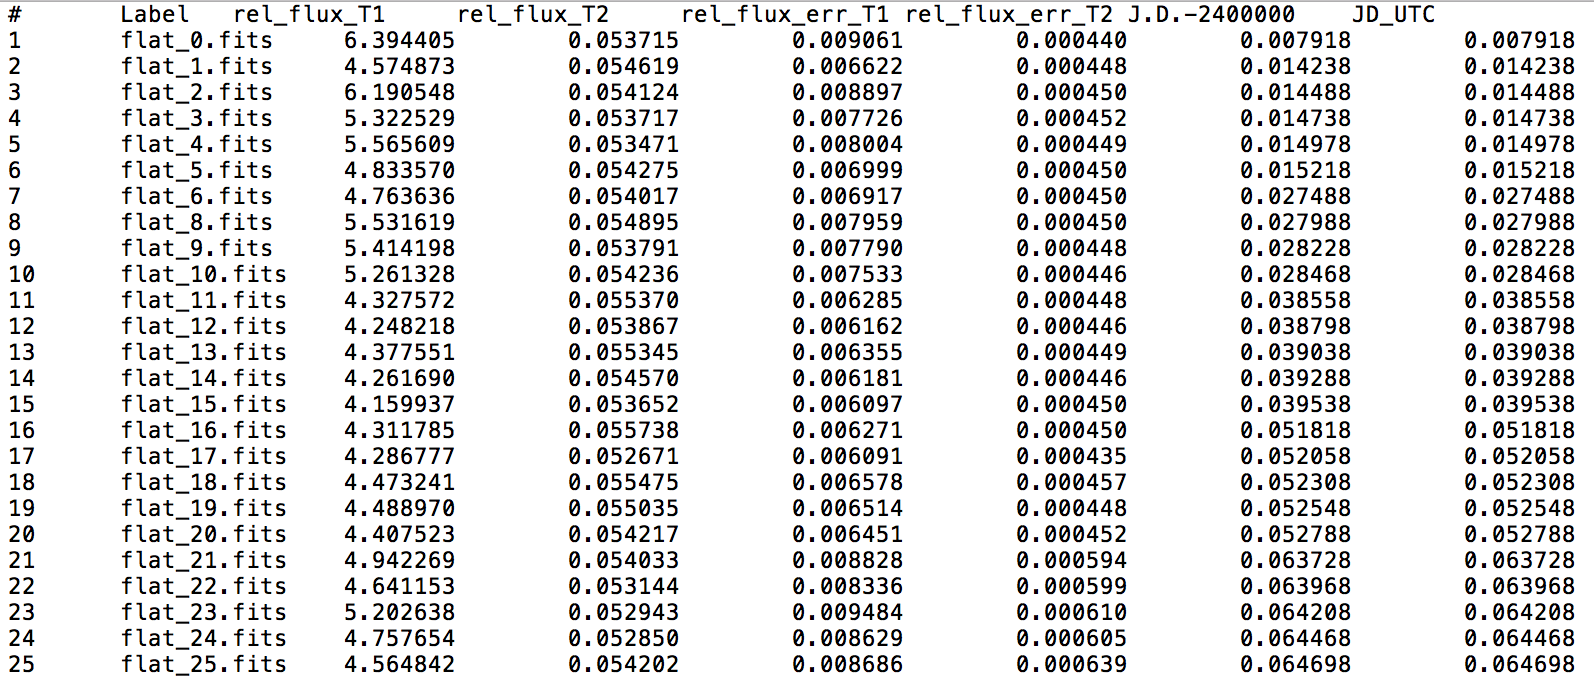 # Label rel_flux_T1 rel_flux_T2 rel_flux_err_T1 rel_flux_err_T2 J.D.-2400000 JD_UTC
1 flat_0.fits 6.394405 0.053715 0.009061 0.000440 0.007918 0.007918
2 flat_1.fits 4.574873 0.054619 0.006622 0.000448 0.014238 0.014238
3 flat_2.fits 6.190548 0.054124 0.008897 0.000450 0.014488 0.014488
4 flat_3.fits 5.322529 0.053717 0.007726 0.000452 0.014738 0.014738
5 flat_4.fits 5.565609 0.053471 0.008004 0.000449 0.014978 0.014978
6 flat_5.fits 4.833570 0.054275 0.006999 0.000450 0.015218 0.015218
7 flat_6.fits 4.763636 0.054017 0.006917 0.000450 0.027488 0.027488
8 flat_8.fits 5.531619 0.054895 0.007959 0.000450 0.027988 0.027988
9 flat_9.fits 5.414198 0.053791 0.007790 0.000448 0.028228 0.028228
10 flat_10.fits 5.261328 0.054236 0.007533 0.000446 0.028468 0.028468
11 flat_11.fits 4.327572 0.055370 0.006285 0.000448 0.038558 0.038558
12 flat_12.fits 4.248218 0.053867 0.006162 0.000446 0.038798 0.038798
13 flat_13.fits 4.377551 0.055345 0.006355 0.000449 0.039038 0.039038
14 flat_14.fits 4.261690 0.054570 0.006181 0.000446 0.039288 0.039288
15 flat_15.fits 4.159937 0.053652 0.006097 0.000450 0.039538 0.039538
16 flat_16.fits 4.311785 0.055738 0.006271 0.000450 0.051818 0.051818
17 flat_17.fits 4.286777 0.052671 0.006091 0.000435 0.052058 0.052058
18 flat_18.fits 4.473241 0.055475 0.006578 0.000457 0.052308 0.052308
19 flat_19.fits 4.488970 0.055035 0.006514 0.000448 0.052548 0.052548
20 flat_20.fits 4.407523 0.054217 0.006451 0.000452 0.052788 0.052788
21 flat_21.fits 4.942269 0.054033 0.008828 0.000594 0.063728 0.063728
22 flat_22.fits 4.641153 0.053144 0.008336 0.000599 0.063968 0.063968
23 flat_23.fits 5.202638 0.052943 0.009484 0.000610 0.064208 0.064208
24 flat_24.fits 4.757654 0.052850 0.008629 0.000605 0.064468 0.064468
25 flat_25.fits 4.564842 0.054202 0.008686 0.000639 0.064698 0.064698